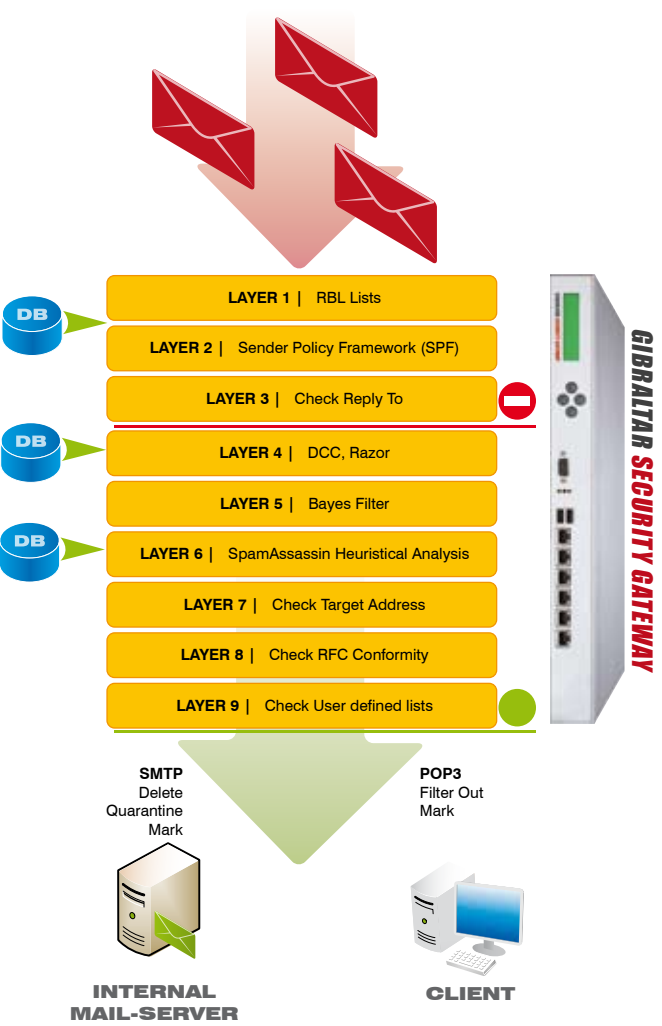 LAYER 1 | RBL Lists
DB
LAYER 2 | Sender Policy Framework (SPF)
LAYER 3 | Check Reply To
DB
LAYER 4 | DCC, Razor
LAYER 5 | Bayes Filter
DB
LAYER 6 | SpamAssassin Heuristical Analysis
LAYER 7 | Check Target Address
LAYER 8 | Check RFC Conformity
LAYER 9 | Check User defined lists
GIBRALTAR SECURITY GATEWAY
SMTP
Delete
Quarantine
Mark
POP3
Filter Out
Mark
INTERNAL
MAIL-SERVER
CLIENT